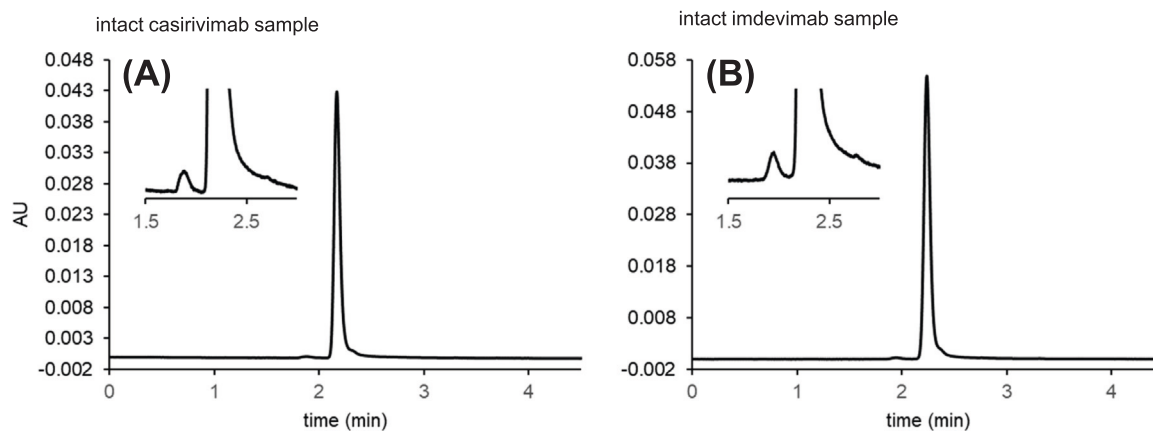 intact casirivimab sample
(A)
AU
0.048
0.043
0.038
0.033
0.028
0.023
0.018
0.013
0.008
0.003
-0.002
1.5 2.5
0 1 2 3 4
time (min)
intact imdevimab sample
(B)
0.058
0.048
0.038
0.028
0.018
0.008
-0.002
1.5 2.5
0 1 2 3 4
time (min)